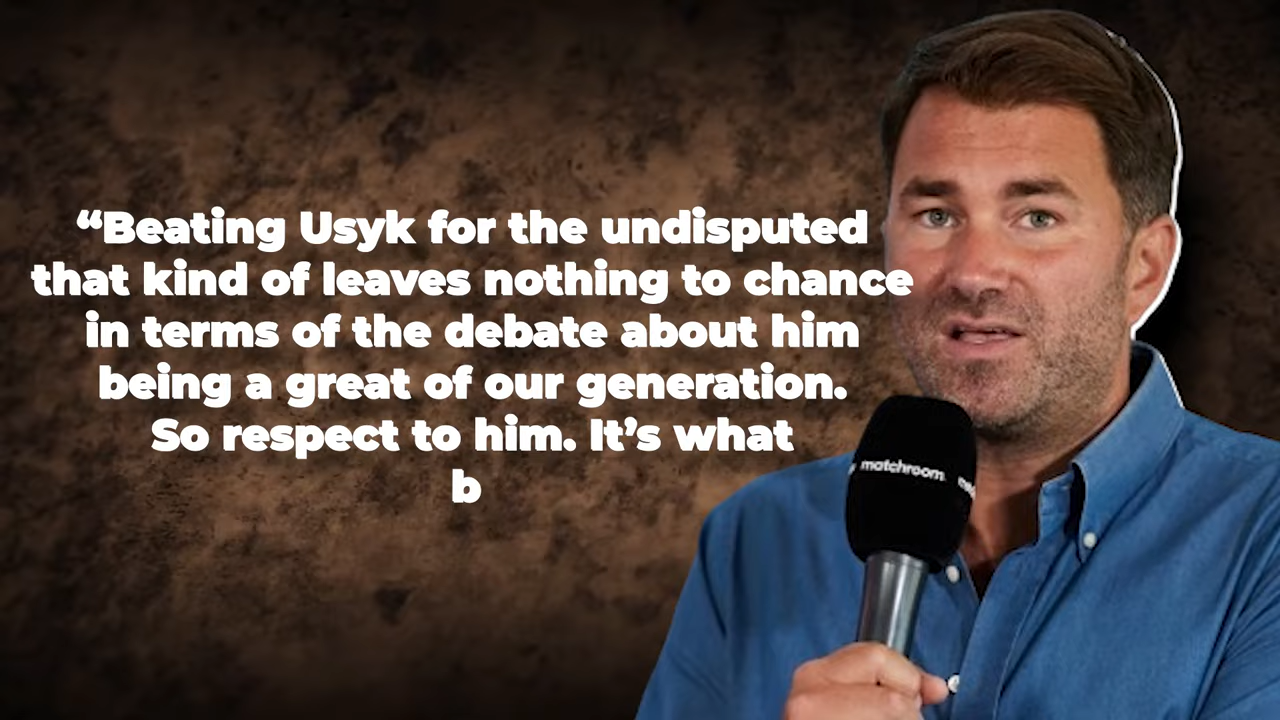 “Beating Usyk for the undisputed
that kind of leaves nothing to chance
in terms of the debate about him
being a great of our generation.
So respect to him. It’s what
b
matchroom